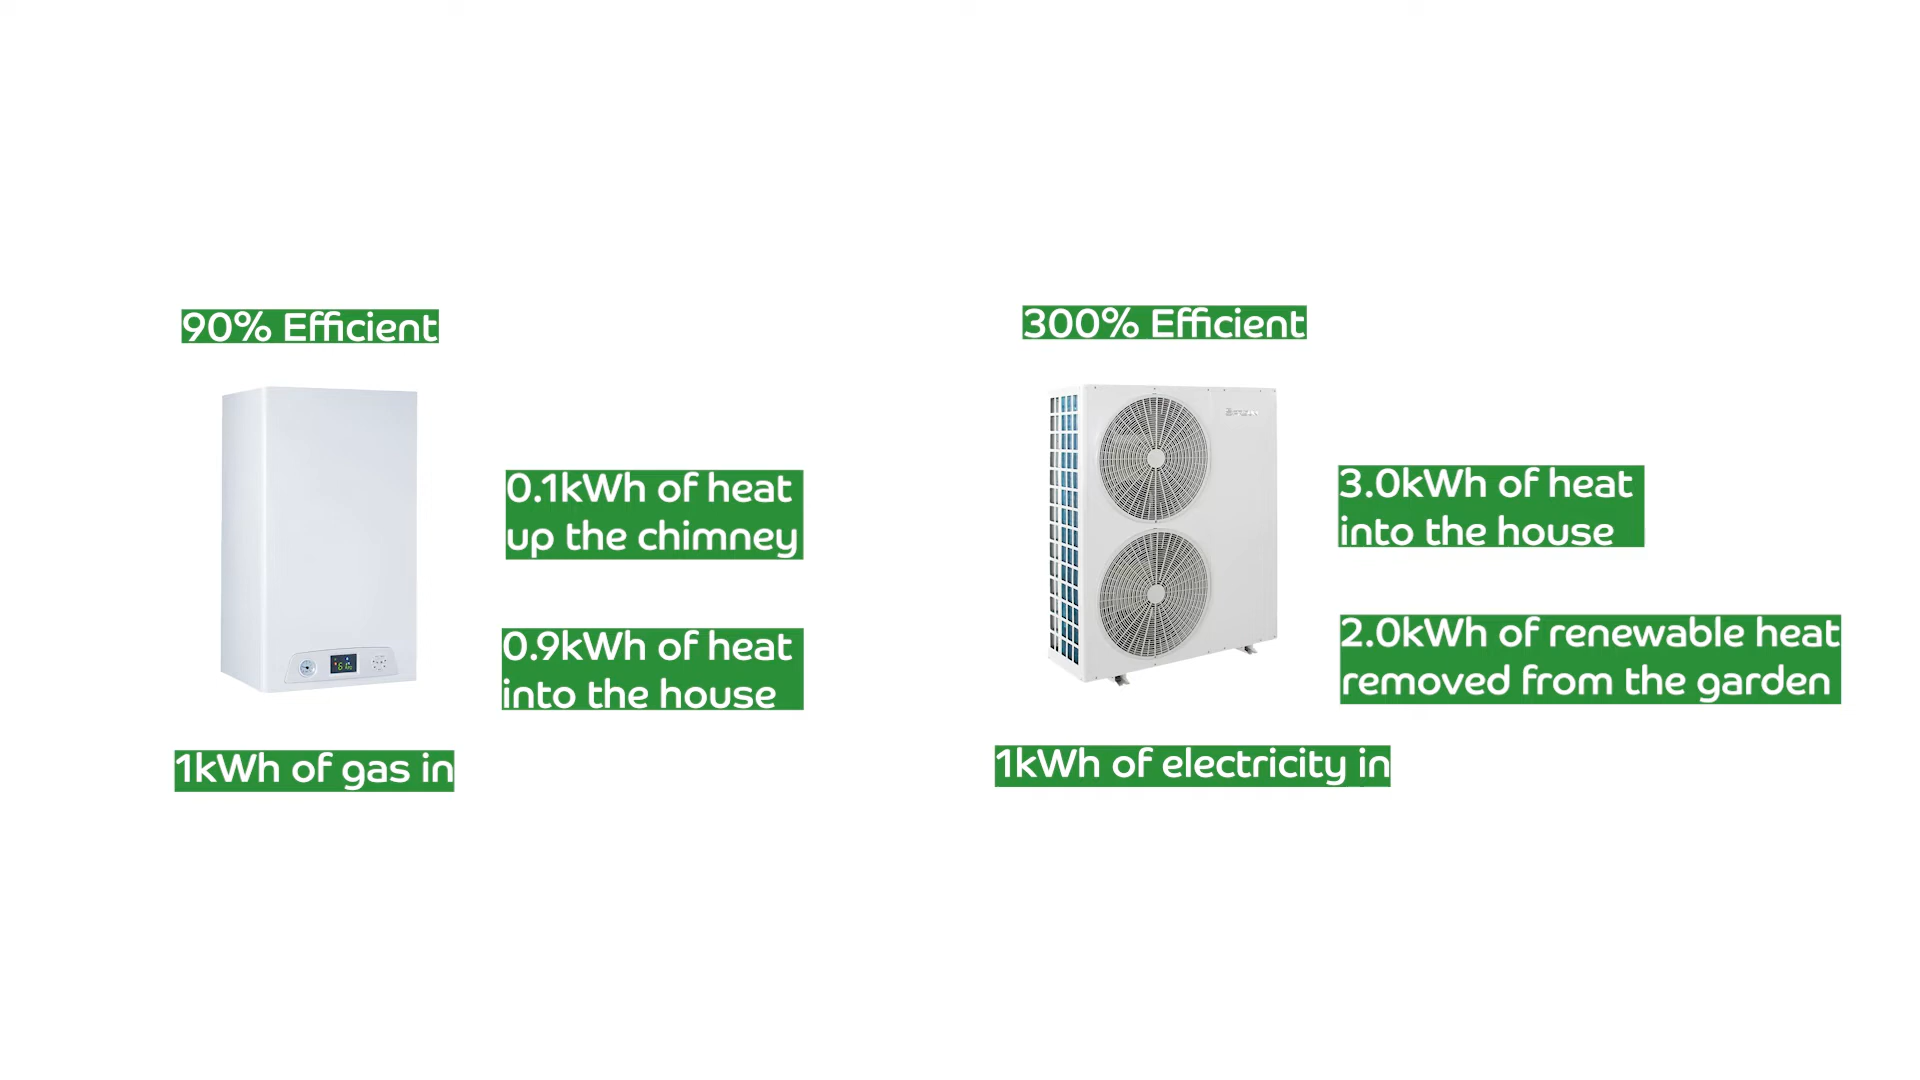 90% Efficient
0.1kWh of heat
up the chimney
0.9kWh of heat
into the house
1kWh of gas in
300% Efficient
3.0kWh of heat
into the house
2.0kWh of renewable heat
removed from the garden
1kWh of electricity in